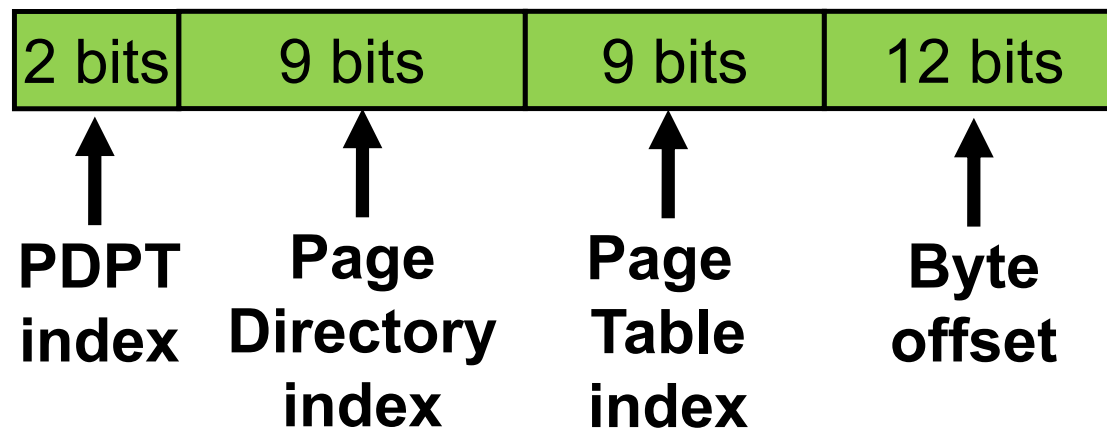 2 bits 9 bits 9 bits 12 bits
PDPT
index
Page
Directory
index
Page
Table
index
Byte
offset